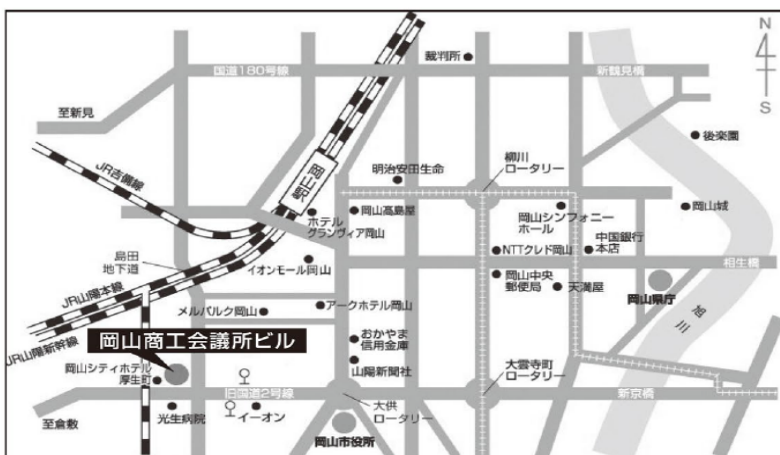 裁判所
N
S
国道180号線
新鶴見橋
至新見
後楽園
JR吉備線
岡山駅
明治安田生命
柳川
ロータリー
岡山高島屋
ホテル
グランヴィア岡山
岡山シンフォニー
ホール
岡山城
島田
地下道
イオンモール岡山
NTTクレド岡山
中国銀行
本店
相生橋
JR山陽本線
メルパルク岡山
アークホテル岡山
岡山中央
郵便局
天満屋
岡山県庁
旭川
JR山陽新幹線
岡山商工会議所ビル
おかやま
信用金庫
岡山シティホテル
厚生町
山陽新聞社
大雲寺町
ロータリー
旧国道2号線
新京橋
至倉敷
光生病院
イーオン
大供
ロータリー
岡山市役所